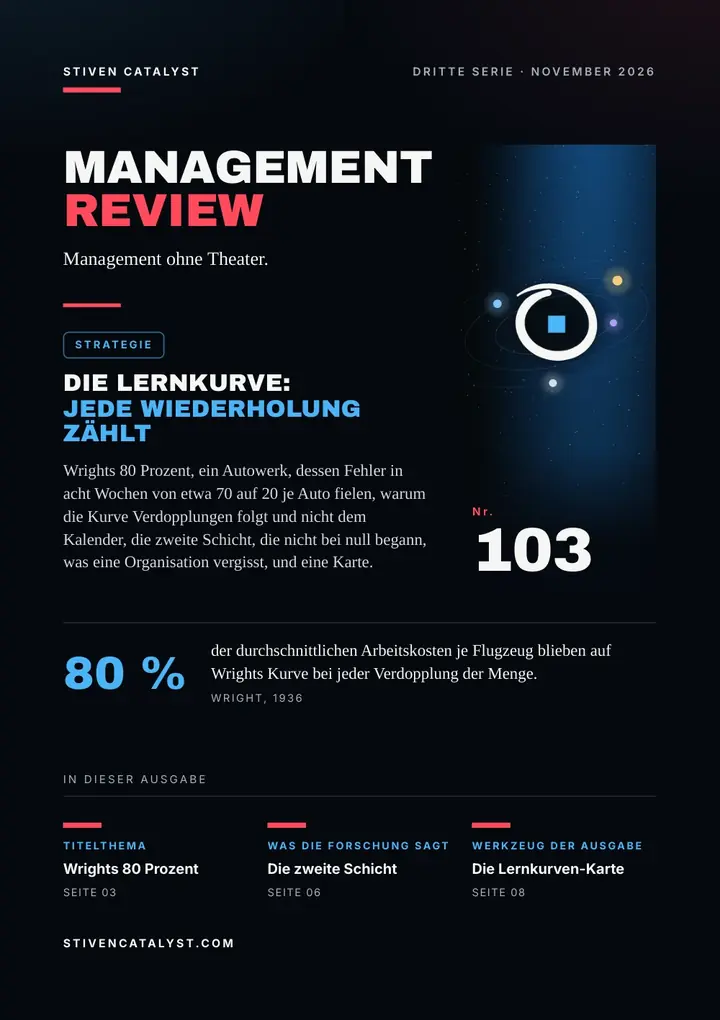 STIVEN CATALYST
DRITTE SERIE · NOVEMBER 2026
MANAGEMENT
REVIEW
Management ohne Theater.
STRATEGIE
DIE LERNKURVE:
JEDE WIEDERHOLUNG
ZÄHLT
Wrights 80 Prozent, ein Autowerk, dessen Fehler in
acht Wochen von etwa 70 auf 20 je Auto fielen, warum
die Kurve Verdopplungen folgt und nicht dem
Kalender, die zweite Schicht, die nicht bei null begann,
was eine Organisation vergisst, und eine Karte.
Nr.
103
80 %
der durchschnittlichen Arbeitskosten je Flugzeug blieben auf
Wrights Kurve bei jeder Verdopplung der Menge.
WRIGHT, 1936
IN DIESER AUSGABE
TITELTHEMA
Wrights 80 Prozent
SEITE 03
WAS DIE FORSCHUNG SAGT
Die zweite Schicht
SEITE 06
WERKZEUG DER AUSGABE
Die Lernkurven-Karte
SEITE 08
STIVENCATALYST.COM